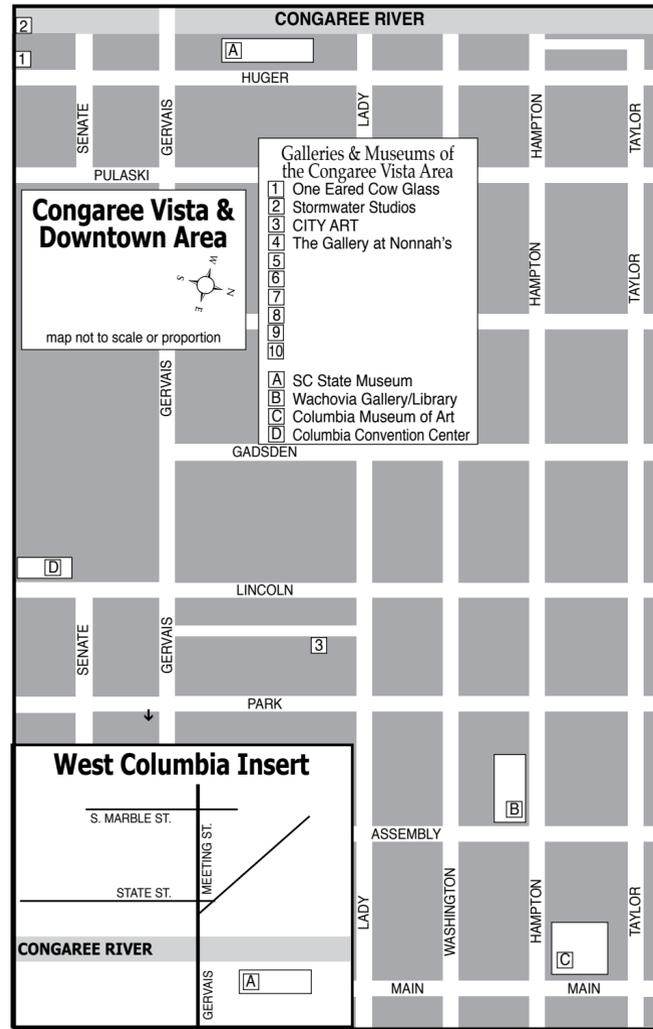 CONGAREE RIVER
2
1
A
HUGER
SENATE
GERVAIS
LADY
HAMPTON
TAYLOR
PULASKI
Galleries & Museums of
the Congaree Vista Area
1 One Eared Cow Glass
2 Stormwater Studios
3 CITY ART
4 The Gallery at Nonnah's
5
6
7
8
9
10
A SC State Museum
B Wachovia Gallery/Library
C Columbia Museum of Art
D Columbia Convention Center
Congaree Vista &
Downtown Area
W
S
N
E
map not to scale or proportion
HAMPTON
TAYLOR
GERVAIS
GADSDEN
D
LINCOLN
SENATE
GERVAIS
3
PARK
West Columbia Insert
S. MARBLE ST.
MEETING ST.
STATE ST.
CONGAREE RIVER
GERVAIS
A
B
ASSEMBLY
LADY
WASHINGTON
HAMPTON
TAYLOR
C
MAIN
MAIN